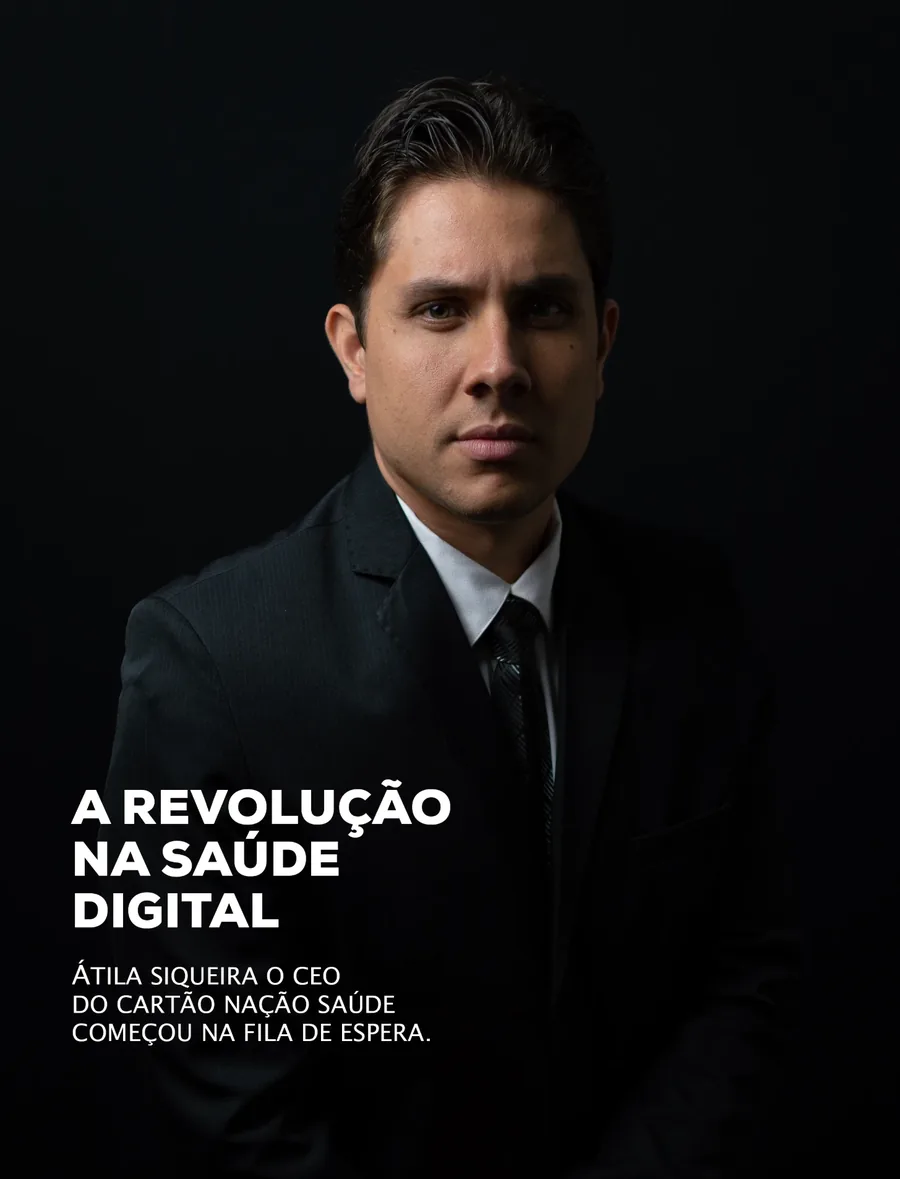 A REVOLUÇÃO
NA SAÚDE
DIGITAL
ÁTILA SIQUEIRA O CEO
DO CARTÃO NAÇÃO SAÚDE
COMEÇOU NA FILA DE ESPERA.